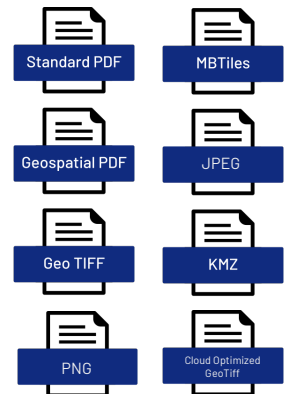 Standard PDF
MBTiles
Geospatial PDF
JPEG
Geo TIFF
KMZ
PNG
Cloud Optimized
GeoTiff